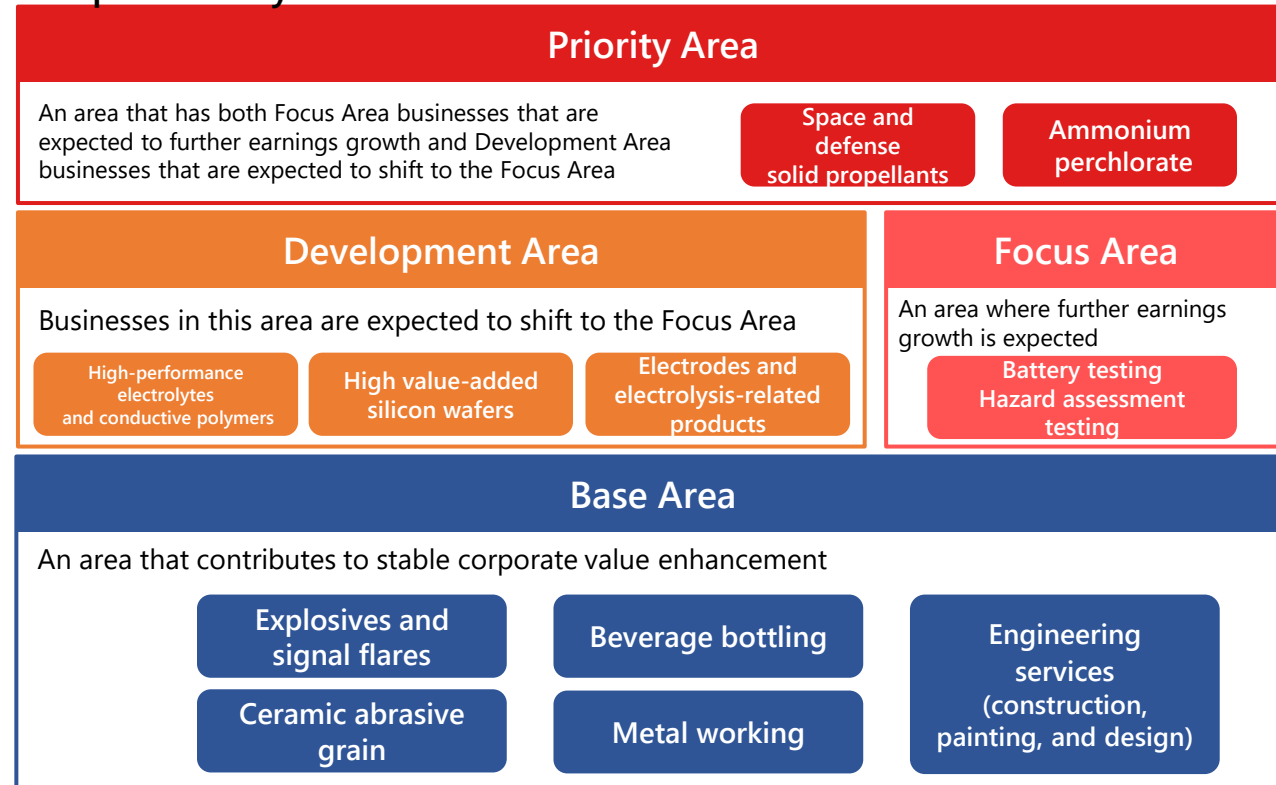 Priority Area
An area that has both Focus Area businesses that are
expected to further earnings growth and Development Area
businesses that are expected to shift to the Focus Area
Space and
defense
solid propellants
Ammonium
perchlorate
Development Area
Businesses in this area are expected to shift to the Focus Area
High-performance
electrolytes
and conductive polymers
High value-added
silicon wafers
Electrodes and
electrolysis-related
products
Focus Area
An area where further earnings
growth is expected
Battery testing
Hazard assessment
testing
Base Area
An area that contributes to stable corporate value enhancement
Explosives and
signal flares
Beverage bottling
Engineering
services
(construction,
painting, and design)
Ceramic abrasive
grain
Metal working